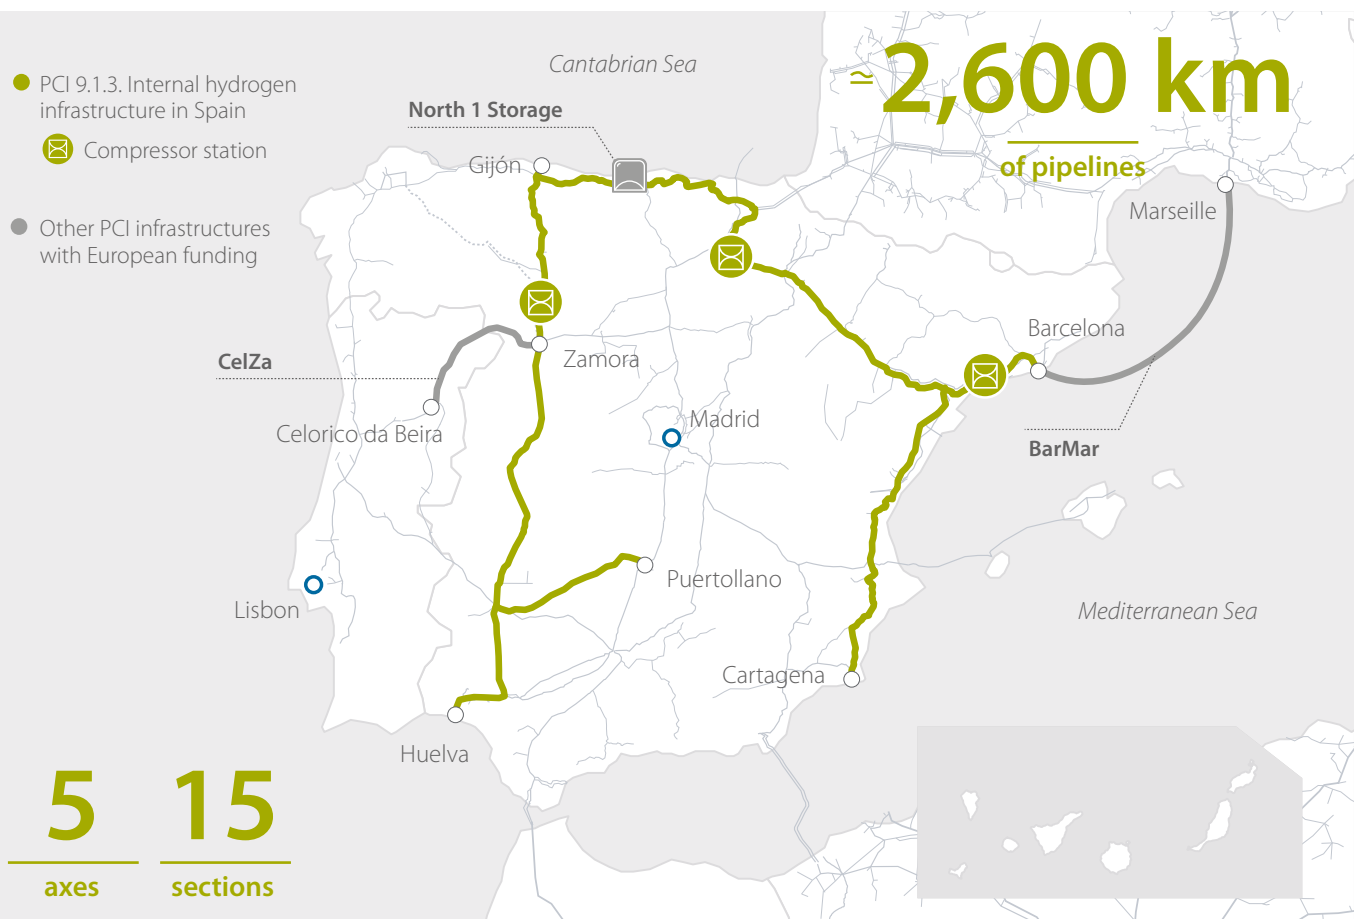 PCI 9.1.3. Internal hydrogen
infrastructure in Spain
Compressor station
Other PCI infrastructures
with European funding
Cantabrian Sea
≃ 2,600 km
of pipelines
North 1 Storage
Gijón
Marseille
Barcelona
Zamora
CelZa
Madrid
Celorico da Beira
BarMar
Puertollano
Lisbon
Mediterranean Sea
Cartagena
Huelva
5
axes
15
sections